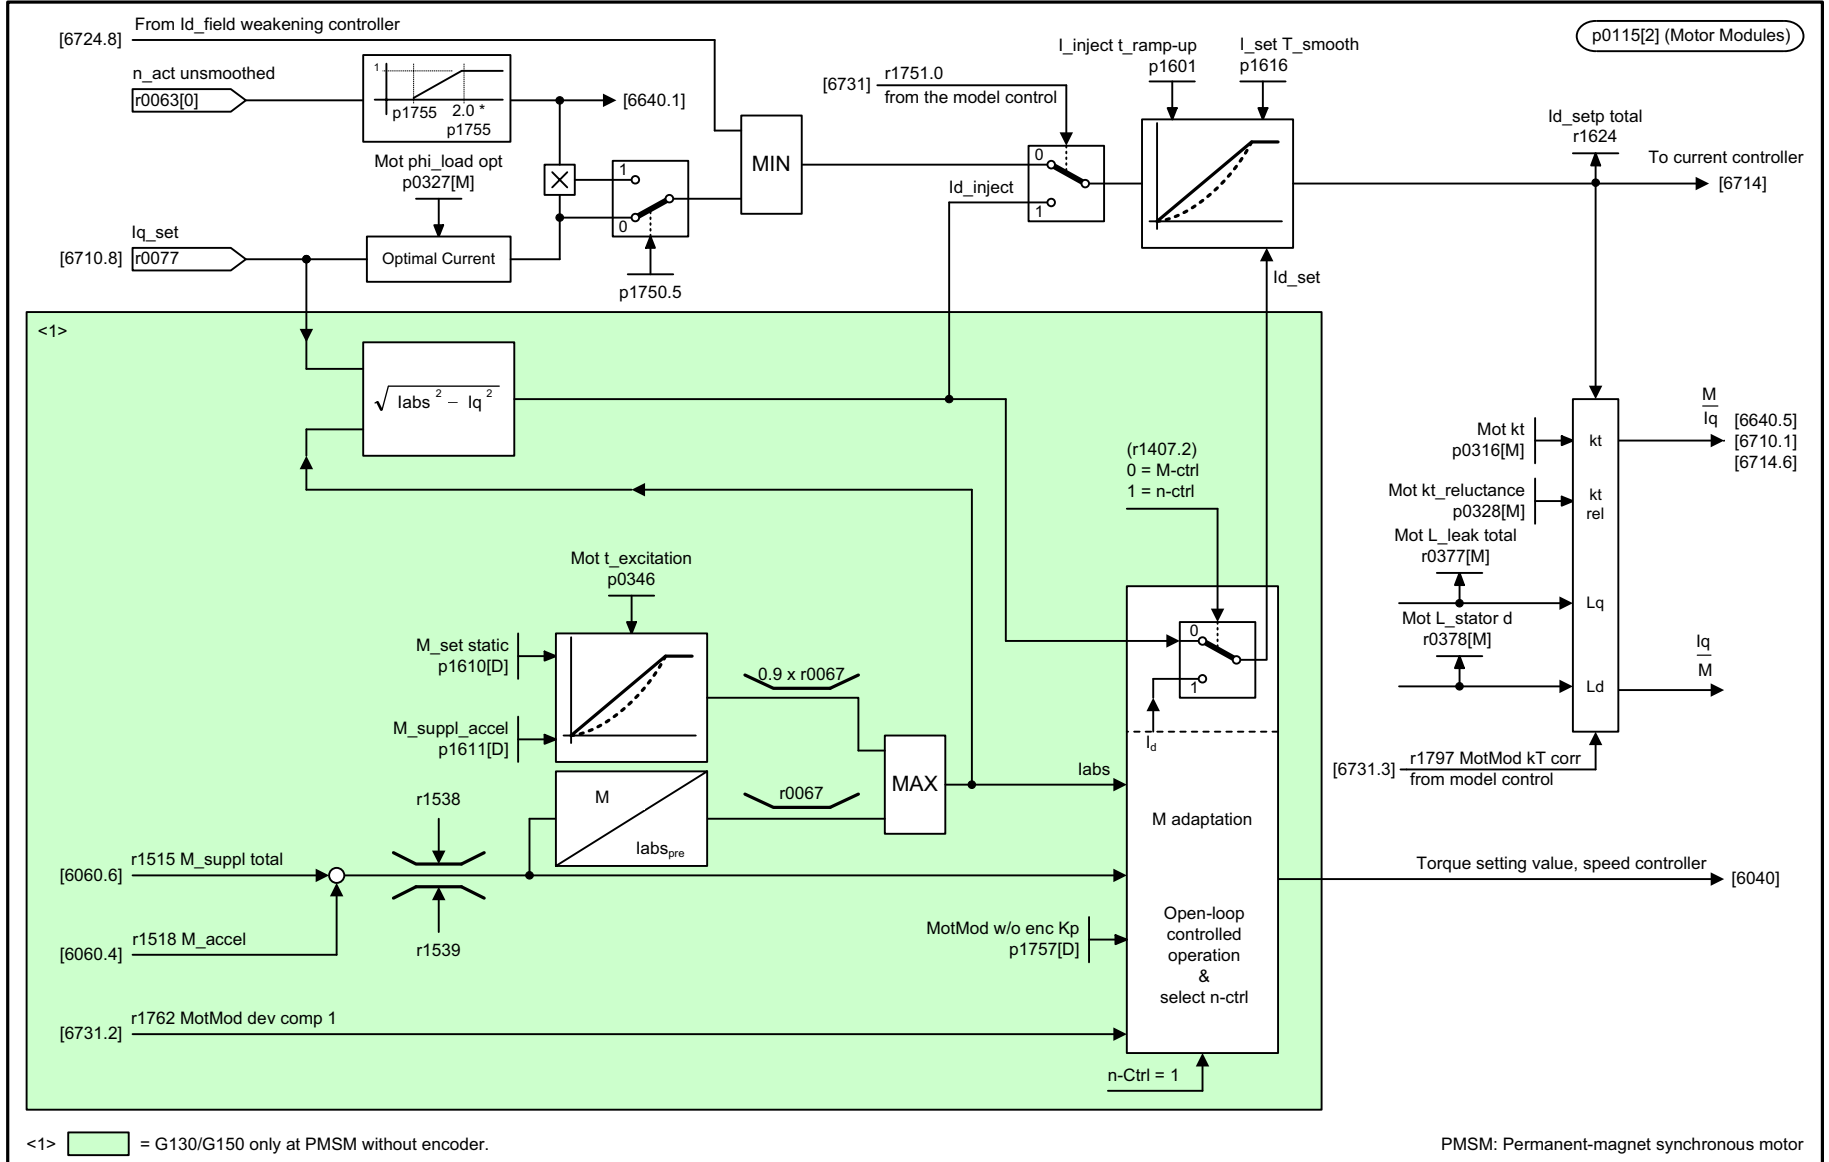 From Id_field weakening controller
[6724.8]
p0115[2] (Motor Modules)
n_act unsmoothed
r0063[0]
1
p1755
2.0 *
p1755
[6640.1]
Mot phi_load opt
p0327[M]
Iq_set
[6710.8]
r0077
Optimal Current
1
0
p1750.5
MIN
[6731]
r1751.0
from the model control
Id_inject
0
1
I_inject t_ramp-up
p1601
I_set T_smooth
p1616
Id_set
Id_setp total
r1624
To current controller
[6714]
<1>
√ Iabs ² – Iq ²
(r1407.2)
0 = M-ctrl
1 = n-ctrl
Mot t_excitation
p0346
M_set static
p1610[D]
M_suppl_accel
p1611[D]
0.9 x r0067
r0067
M
Iabspre
MAX
Iabs
r1538
r1539
[6060.6]
r1515 M_suppl total
[6060.4]
r1518 M_accel
[6731.2]
r1762 MotMod dev comp 1
MotMod w/o enc Kp
p1757[D]
n-Ctrl = 1
0
1
Id
M adaptation
Open-loop
controlled
operation
&
select n-ctrl
Mot kt
p0316[M]
Mot kt_reluctance
p0328[M]
Mot L_leak total
r0377[M]
Mot L_stator d
r0378[M]
kt
kt
rel
Lq
Ld
M
Iq
[6640.5]
[6710.1]
[6714.6]
Iq
M
[6731.3]
r1797 MotMod kT corr
from model control
Torque setting value, speed controller
[6040]
<1> = G130/G150 only at PMSM without encoder.
PMSM: Permanent-magnet synchronous motor